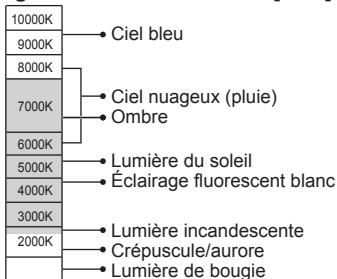 10000K
9000K
8000K
7000K
6000K
5000K
4000K
3000K
2000K
Ciel bleu
Ciel nuageux (pluie)
Ombre
Lumière du soleil
Éclairage fluorescent blanc
Lumière incandescente
Crépuscule/aurore
Lumière de bougie